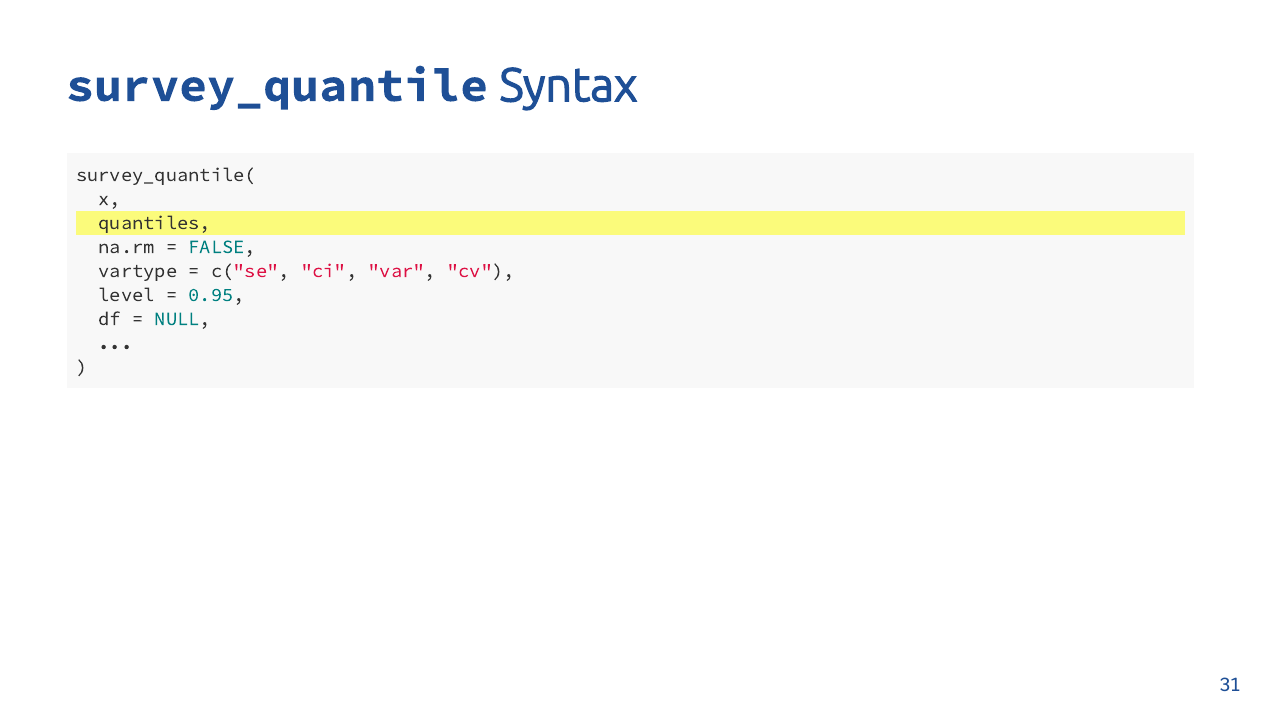 survey_quantile Syntax
survey_quantile(
  x,
  quantiles,
  na.rm = FALSE,
  vartype = c("se", "ci", "var", "cv"),
  level = 0.95,
  df = NULL,
  ...
)
31